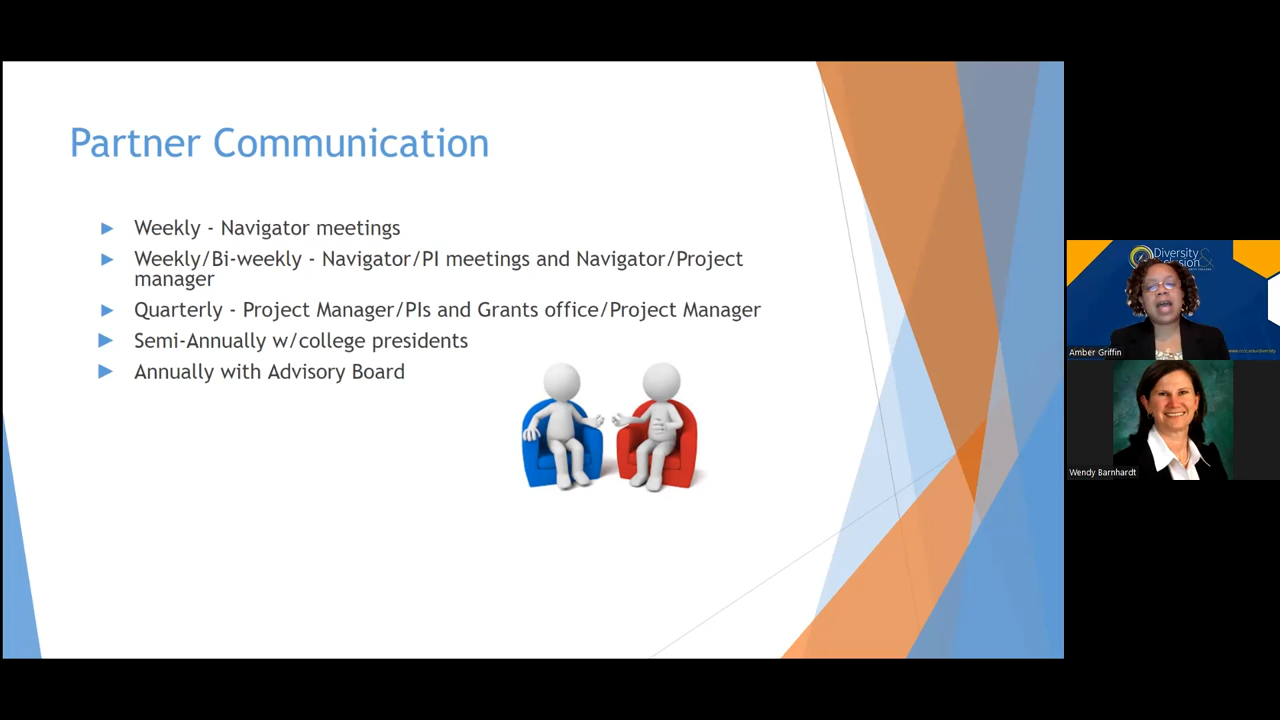 Partner Communication
Weekly - Navigator meetings
Weekly/Bi-weekly - Navigator/PI meetings and Navigator/Project
manager
Quarterly - Project Manager/PIs and Grants office/Project Manager
Semi-Annually w/college presidents
Annually with Advisory Board
Diversity
&
Amber Griffin
Wendy Barnhardt